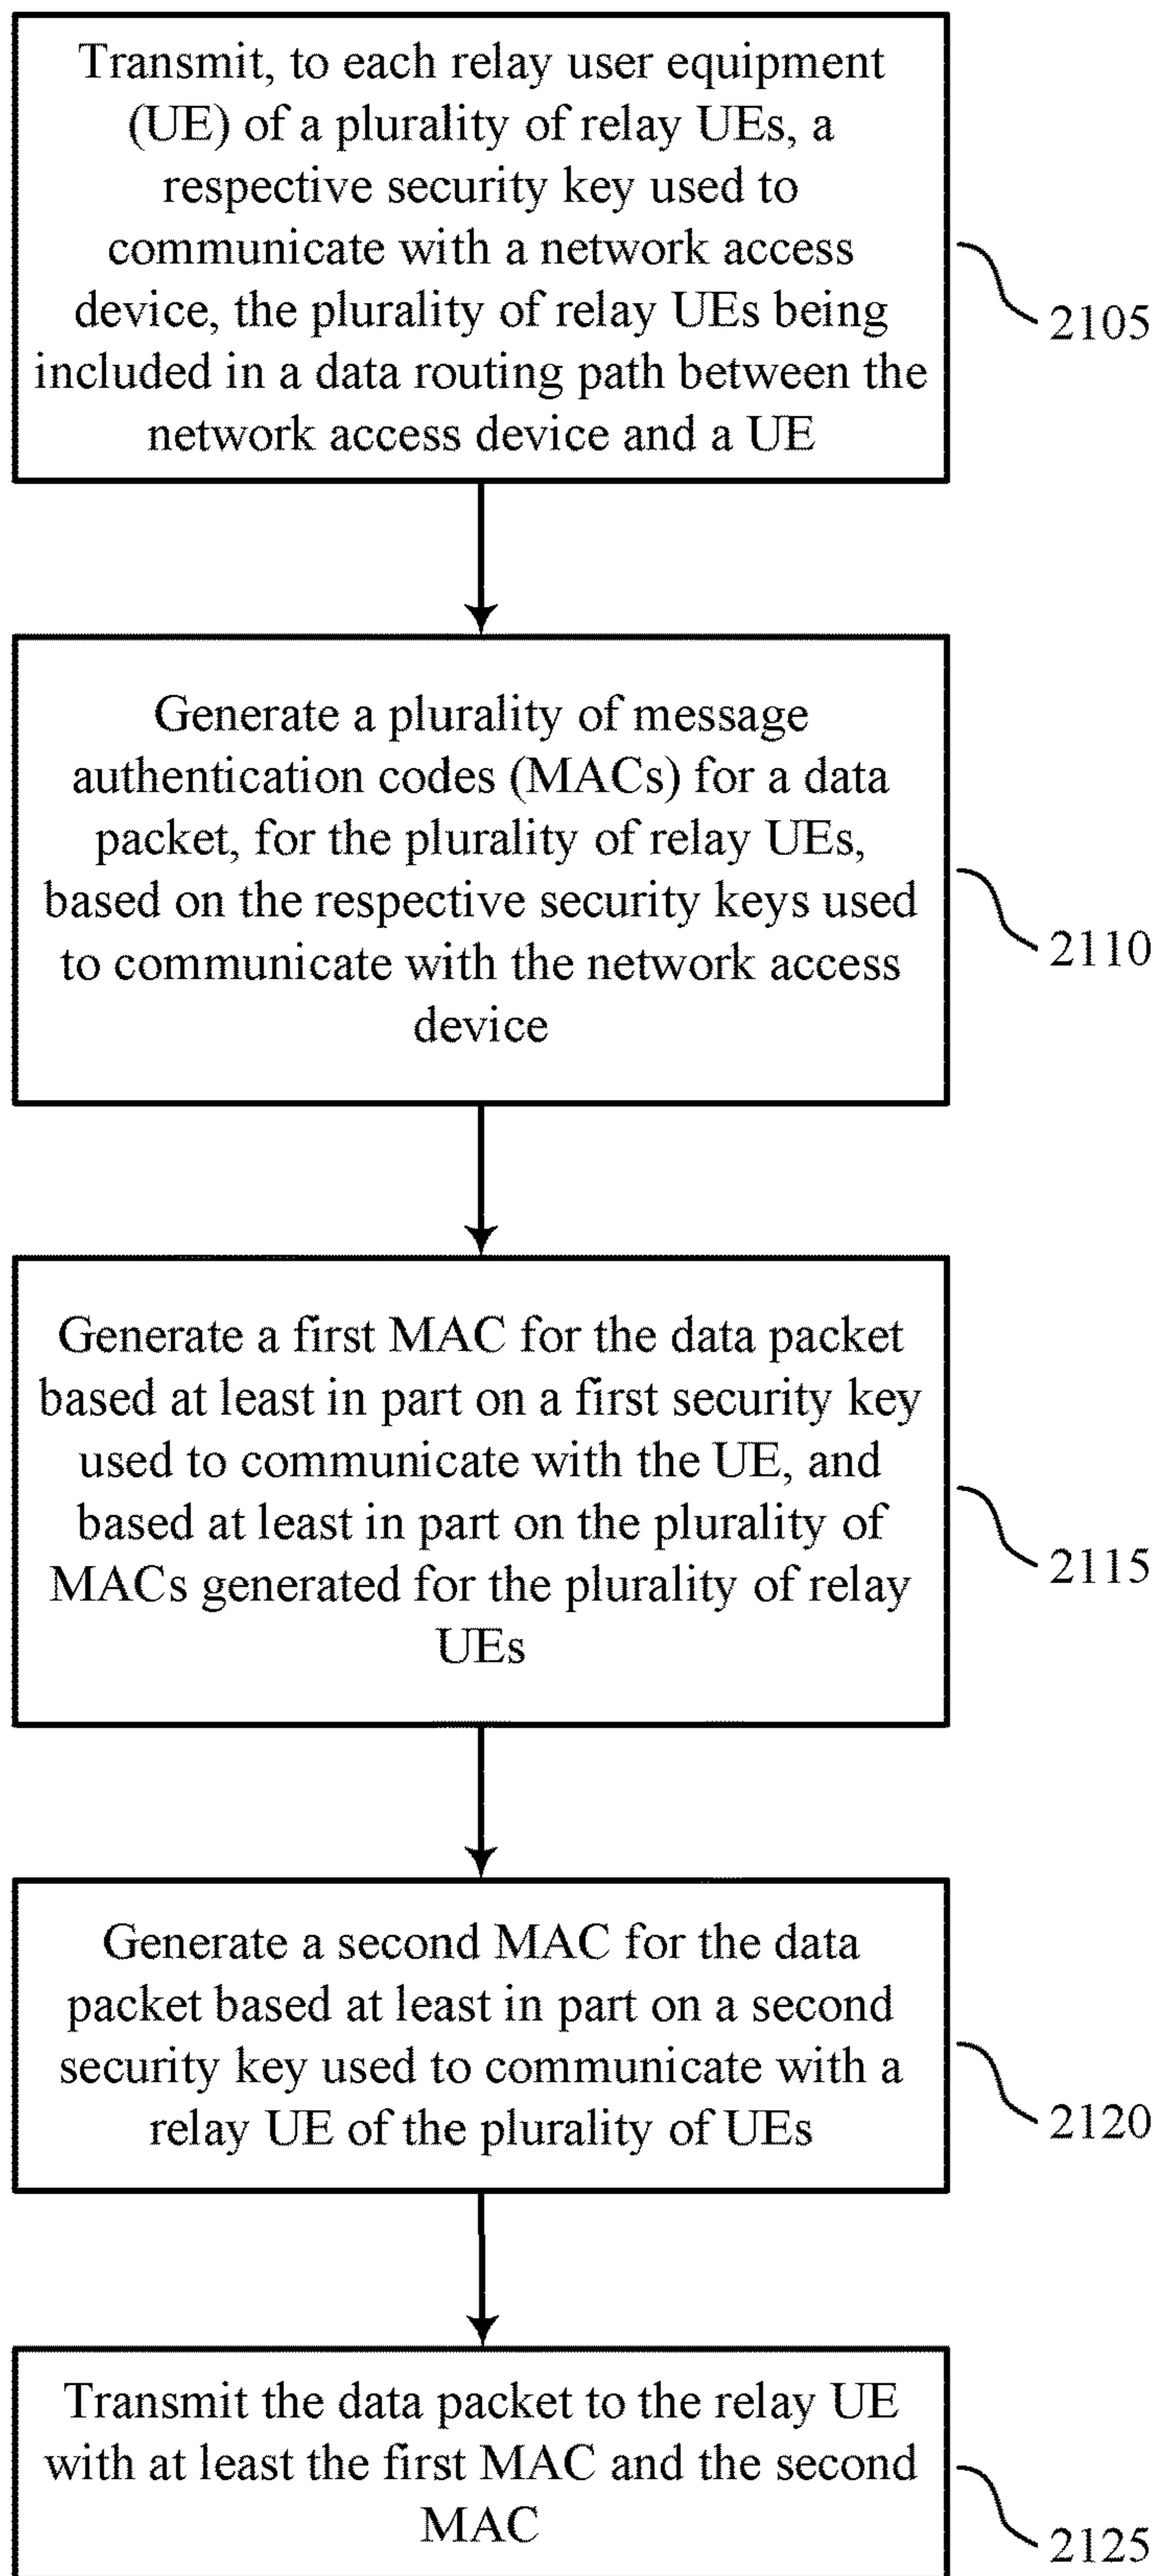 Transmit, to each relay user equipment
(UE) of a plurality of relay UEs, a
respective security key used to
communicate with a network access
device, the plurality of relay UEs being
included in a data routing path between the
network access device and a UE
2105
Generate a plurality of message
authentication codes (MACs) for a data
packet, for the plurality of relay UEs,
based on the respective security keys used
to communicate with the network access
device
2110
Generate a first MAC for the data packet
based at least in part on a first security key
used to communicate with the UE, and
based at least in part on the plurality of
MACs generated for the plurality of relay
UEs
2115
Generate a second MAC for the data
packet based at least in part on a second
security key used to communicate with a
relay UE of the plurality of UEs
2120
Transmit the data packet to the relay UE
with at least the first MAC and the second
MAC
2125